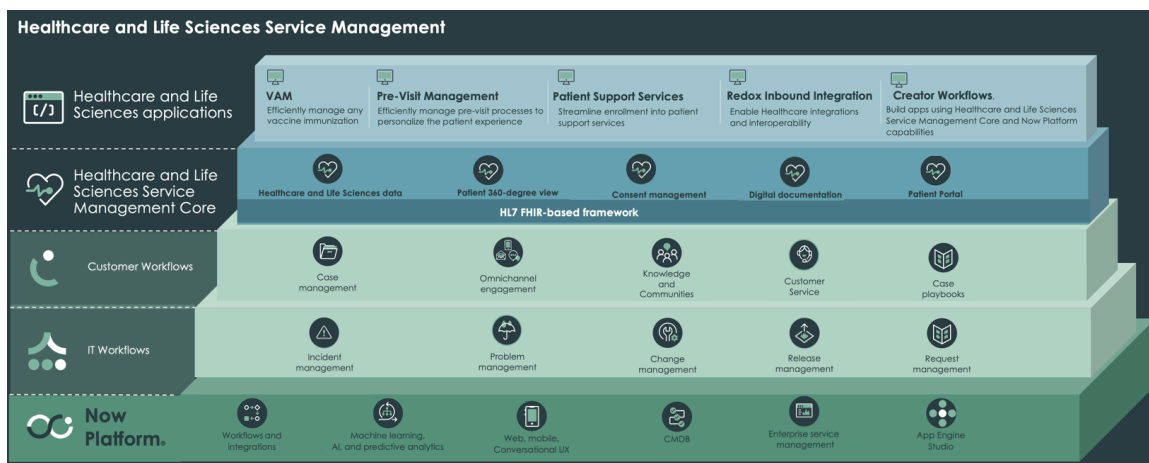 Healthcare and Life Sciences Service Management
Healthcare and Life
Sciences applications
VAM
Efficiently manage any
vaccine immunization
Pre-Visit Management
Efficiently manage pre-visit processes to
personalize the patient experience
Patient Support Services
Streamline enrollment into patient
support services
Redox Inbound Integration
Enable Healthcare integrations
and interoperability
Creator Workflows.
Build apps using Healthcare and Life Sciences
Service Management Core and Now Platform
capabilities
Healthcare and Life
Sciences Service
Management Core
Healthcare and Life Sciences data
Patient 360-degree view
Consent management
Digital documentation
Patient Portal
HL7 FHIR-based framework
Customer Workflows
Case
management
Omnichannel
engagement
Knowledge
and
Communities
Customer
Service
Case
playbooks
IT Workflows
Incident
management
Problem
management
Change
management
Release
management
Request
management
Now
Platform®
Workflows and
integrations
Machine learning,
AI, and predictive analytics
Web, mobile,
Conversational UX
CMDB
Enterprise service
management
App Engine
Studio